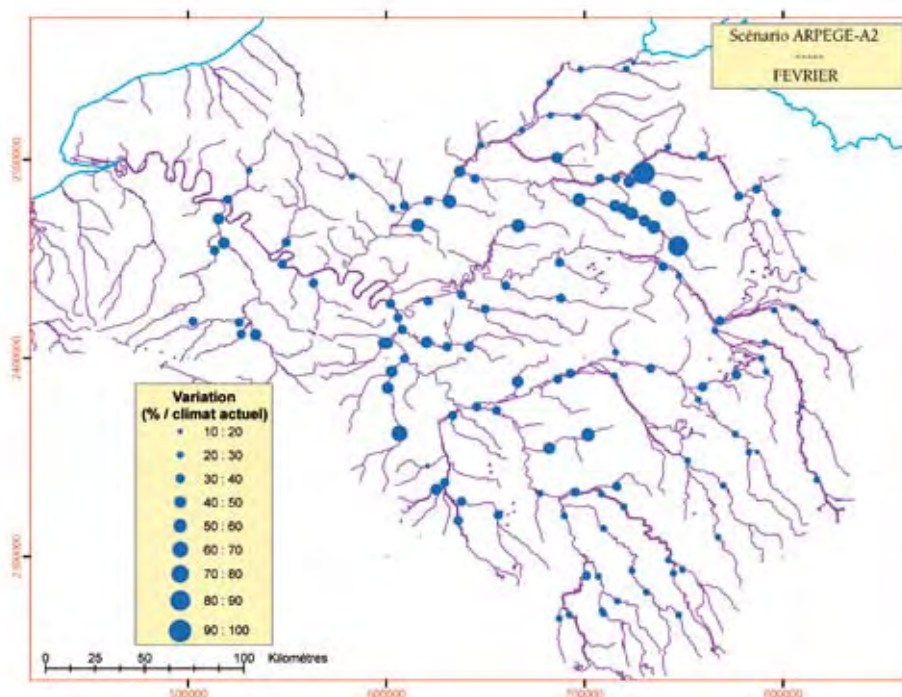 Scénario ARPEGE-A2
-----
FEVRIER
2500000
2400000
2300000
Variation
(% / climat actuel)
10 : 20
20 : 30
30 : 40
40 : 50
50 : 60
60 : 70
70 : 80
80 : 90
90 : 100
0 25 50 100 Kilomètres
500000 600000 700000 800000